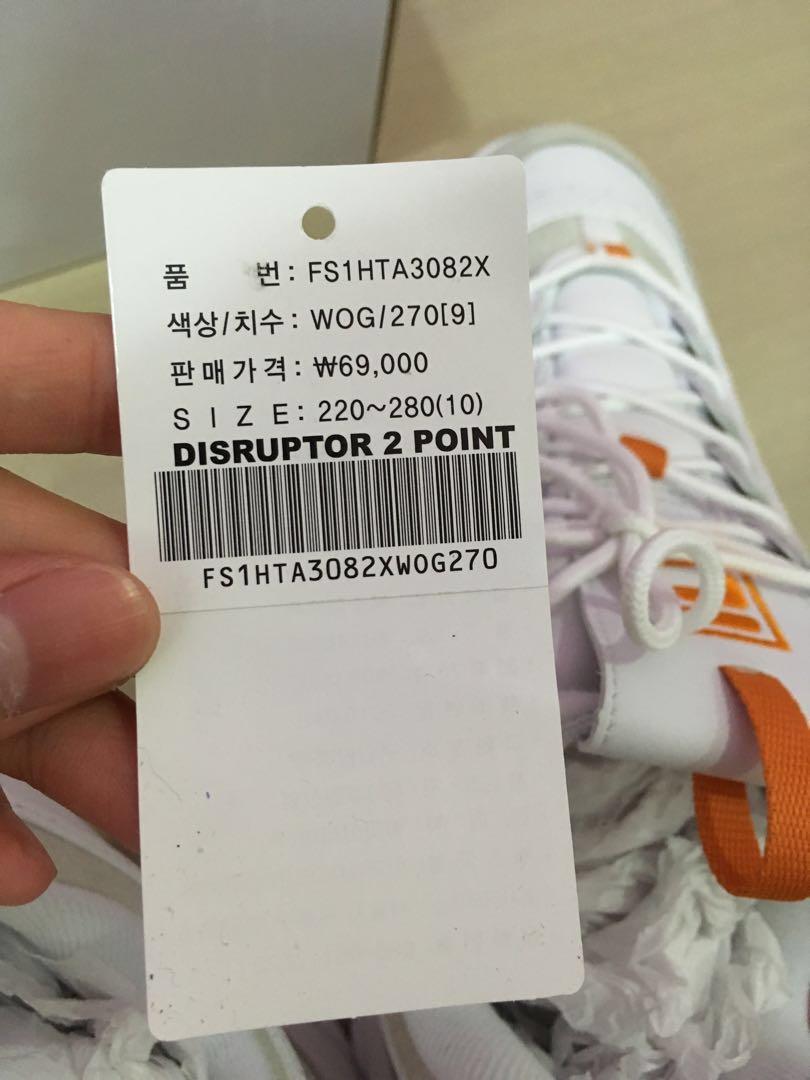 품 번: FS1HTA3082X
색상/치수: WOG/270[9]
판매가격: ₩69,000
S I Z E: 220~280(10)
DISRUPTOR 2 POINT
FS1HTA3082XWOG270